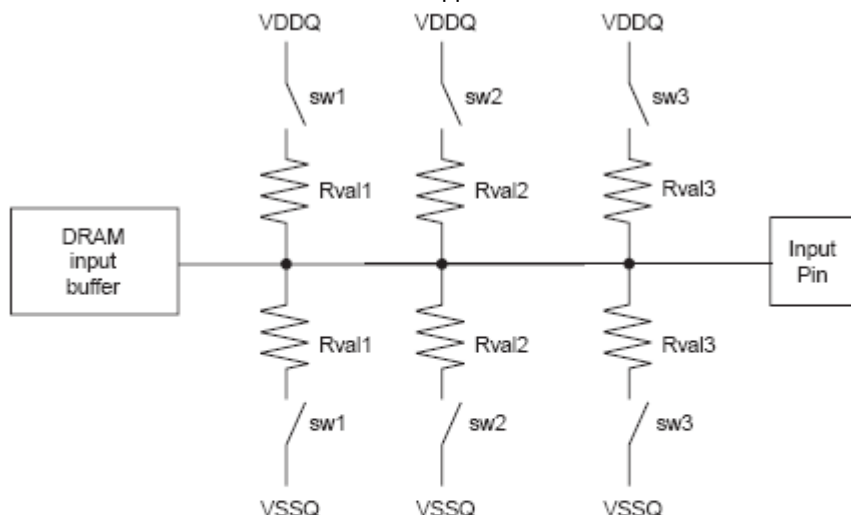 VDDQ VDDQ VDDQ
sw1 sw2 sw3
Rval1 Rval2 Rval3
DRAM
input
buffer
Input
Pin
Rval1 Rval2 Rval3
sw1 sw2 sw3
VSSQ VSSQ VSSQ